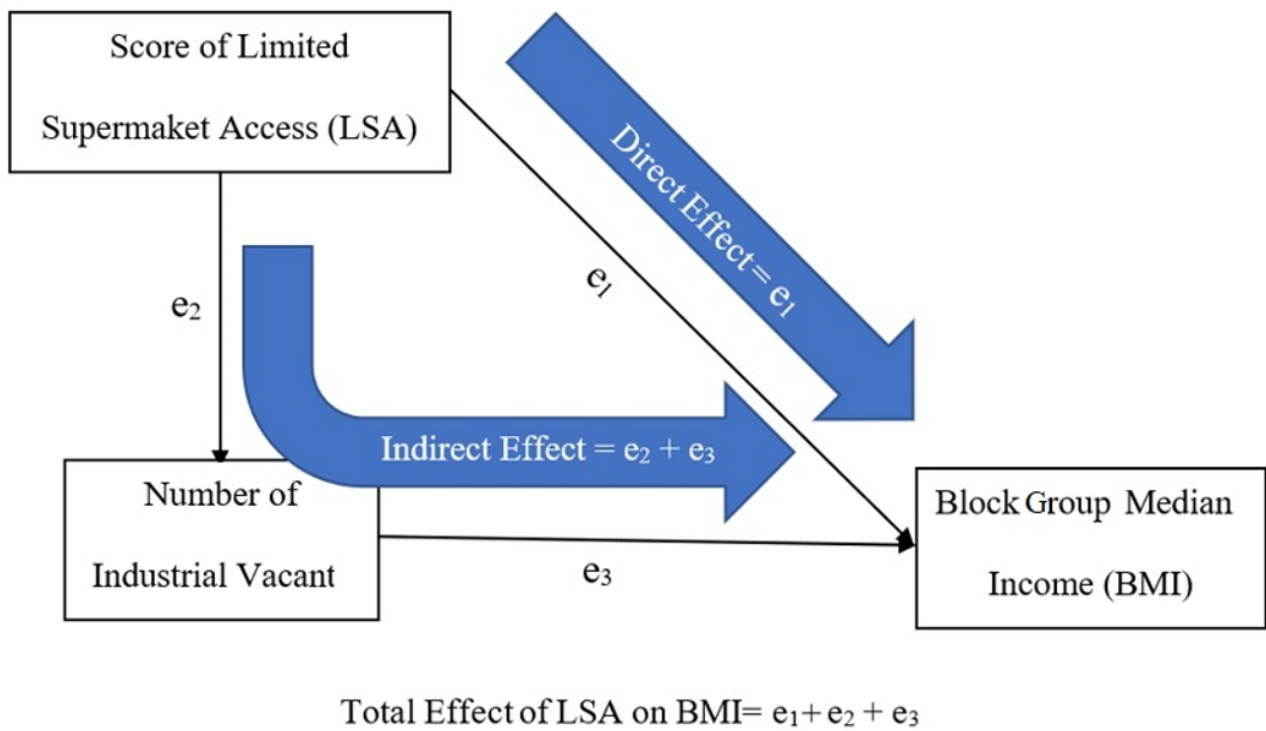 Score of Limited
Supermaket Access (LSA)
Direct Effect = e₁
e₁
e₂
Indirect Effect = e₂ + e₃
Number of
Industrial Vacant
e₃
Block Group Median
Income (BMI)
Total Effect of LSA on BMI= e₁+ e₂ + e₃